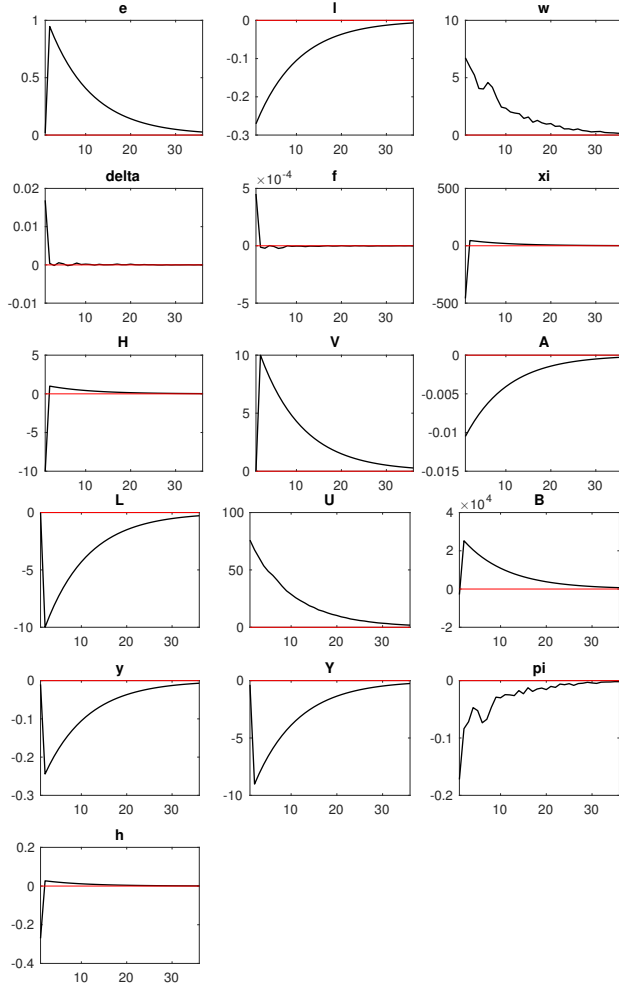 e l w
1 0 10
0.5 -0.1 5
-0.2
0 -0.3 0
10 20 30 10 20 30 10 20 30
delta f xi
0.02 5 ×10⁻⁴ 500
0.01
0 0 0
-0.01 -5 -500
10 20 30 10 20 30 10 20 30
H V A
5 10 0
0 -0.005
5
-5 -0.01
-10 0 -0.015
10 20 30 10 20 30 10 20 30
L U B
0 100 4 ×10⁴
2
-5 50
0
-10 0 -2
10 20 30 10 20 30 10 20 30
y Y pi
0 0 0
-0.1
-5 -0.1
-0.2
-0.3 -10 -0.2
10 20 30 10 20 30 10 20 30
h
0.2
0
-0.2
-0.4
10 20 30